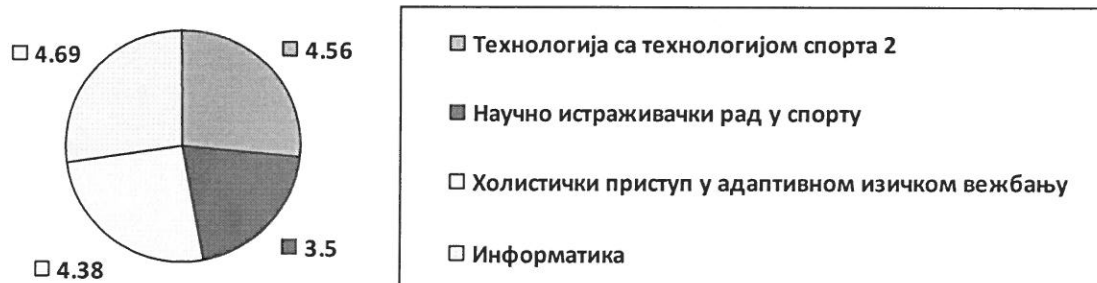 4.69
4.56
4.38
3.5
Технологија са технологијом спорта 2
Научно истраживачки рад у спорту
Холистички приступ у адаптивном изичком вежбању
Информатика